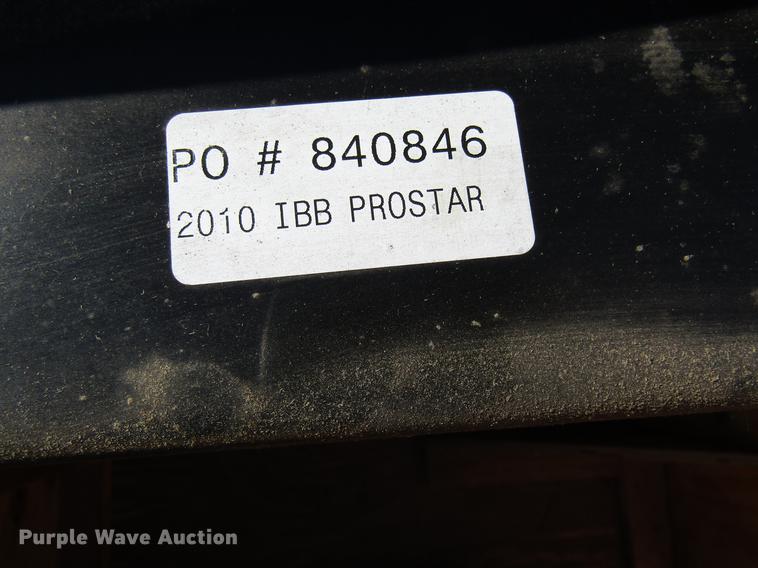 PO # 840846
2010 IBB PROSTAR
Purple Wave Auction